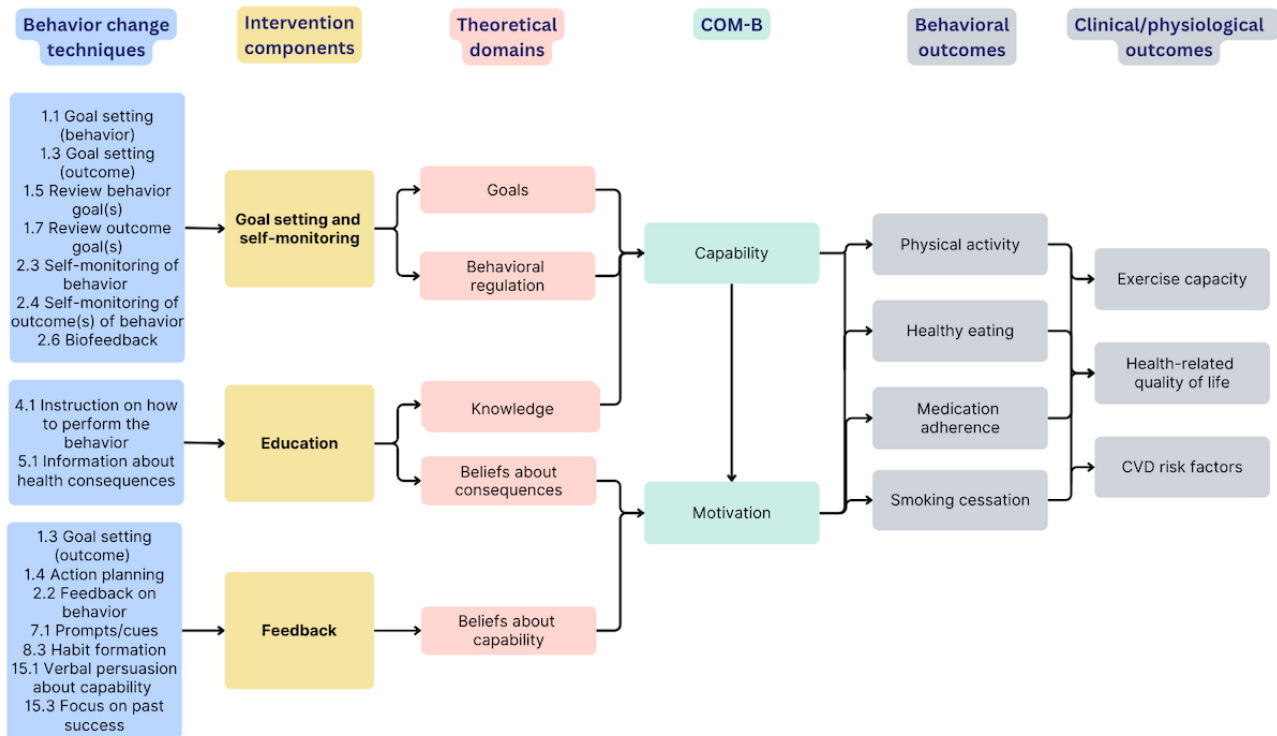 Behavior change
techniques
Intervention
components
Theoretical
domains
COM-B
Behavioral
outcomes
Clinical/physiological
outcomes
1.1 Goal setting
(behavior)
1.3 Goal setting
(outcome)
1.5 Review behavior
goal(s)
1.7 Review outcome
goal(s)
2.3 Self-monitoring of
behavior
2.4 Self-monitoring of
outcome(s) of behavior
2.6 Biofeedback
Goal setting and
self-monitoring
Goals
Behavioral
regulation
Capability
Physical activity
Healthy eating
Exercise capacity
Health-related
quality of life
4.1 Instruction on how
to perform the
behavior
5.1 Information about
health consequences
Education
Knowledge
Beliefs about
consequences
Motivation
Medication
adherence
Smoking cessation
CVD risk factors
1.3 Goal setting
(outcome)
1.4 Action planning
2.2 Feedback on
behavior
7.1 Prompts/cues
8.3 Habit formation
15.1 Verbal persuasion
about capability
15.3 Focus on past
success
Feedback
Beliefs about
capability